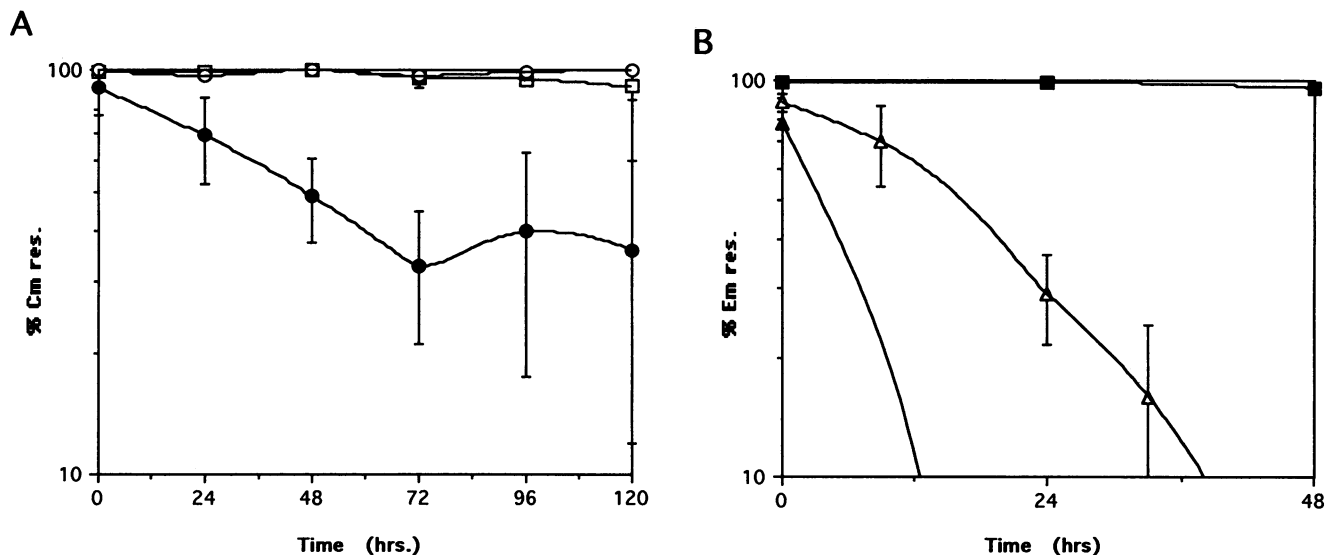 A
100
10
% Cm res.
0 24 48 72 96 120
Time (hrs.)
B
100
10
% Em res.
0 24 48
Time (hrs)